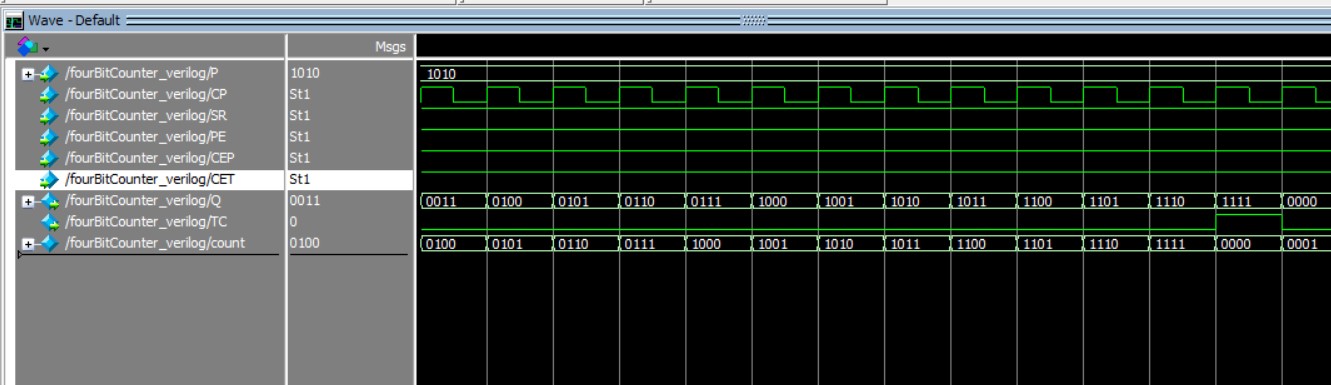 Wave - Default
Msgs
/fourBitCounter_verilog/P 1010 1010
/fourBitCounter_verilog/CP St1
/fourBitCounter_verilog/SR St1
/fourBitCounter_verilog/PE St1
/fourBitCounter_verilog/CEP St1
/fourBitCounter_verilog/CET St1
/fourBitCounter_verilog/Q 0011 0011 0100 0101 0110 0111 1000 1001 1010 1011 1100 1101 1110 1111 0000
/fourBitCounter_verilog/TC 0
/fourBitCounter_verilog/count 0100 0100 0101 0110 0111 1000 1001 1010 1011 1100 1101 1110 1111 0000 0001